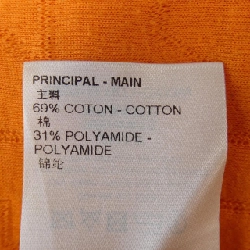 PRINCIPAL - MAIN
主料
69% COTON - COTTON
棉
31% POLYAMIDE -
POLYAMIDE
锦纶